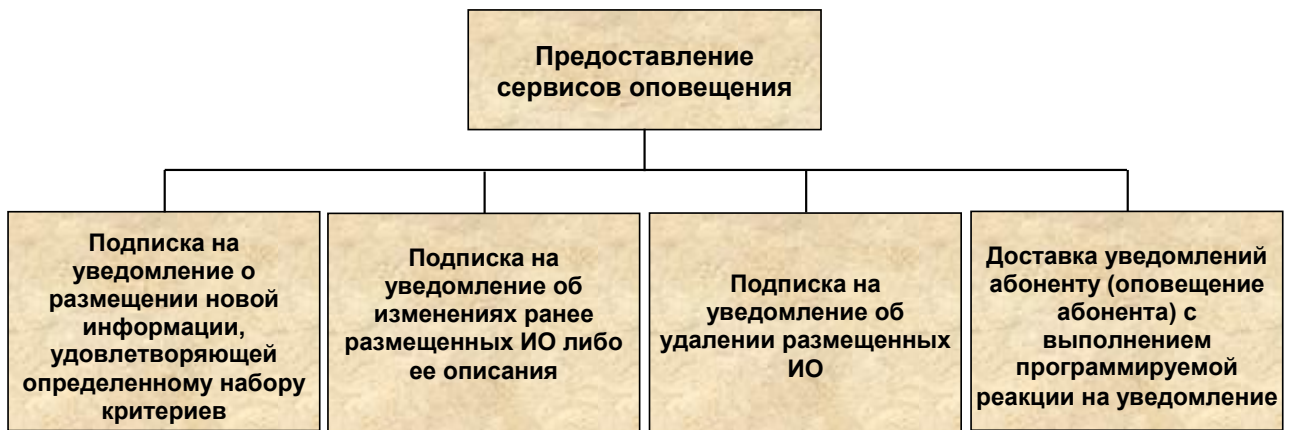 Предоставление
сервисов оповещения
Подписка на
уведомление о
размещении новой
информации,
удовлетворяющей
определенному набору
критериев
Подписка на
уведомление об
изменениях ранее
размещенных ИО либо
ее описания
Подписка на
уведомление об
удалении размещенных
ИО
Доставка уведомлений
абоненту (оповещение
абонента) с
выполнением
программируемой
реакции на уведомление